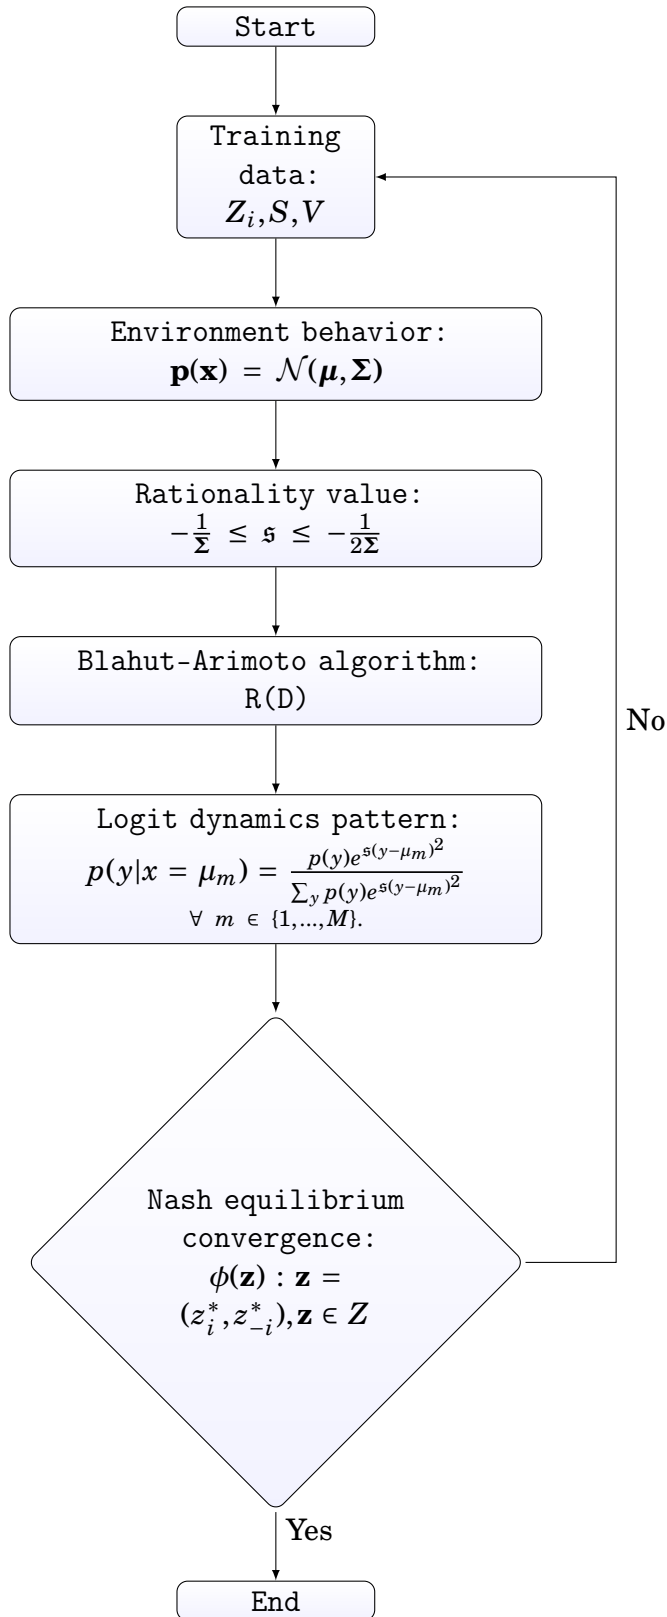 Start
Training
data:
Z_i, S, V
Environment behavior:
p(x) = 𝒩(μ, Σ)
Rationality value:
−1/Σ ≤ 𝔰 ≤ −1/(2Σ)
Blahut-Arimoto algorithm:
R(D)
No
Logit dynamics pattern:
p(y|x = μ_m) = p(y)e^{𝔰(y−μ_m)^2} / ∑_y p(y)e^{𝔰(y−μ_m)^2}
∀ m ∈ {1,...,M}.
Nash equilibrium
convergence:
ϕ(z) : z =
(z_i^*, z_{−i}^*), z ∈ Z
Yes
End